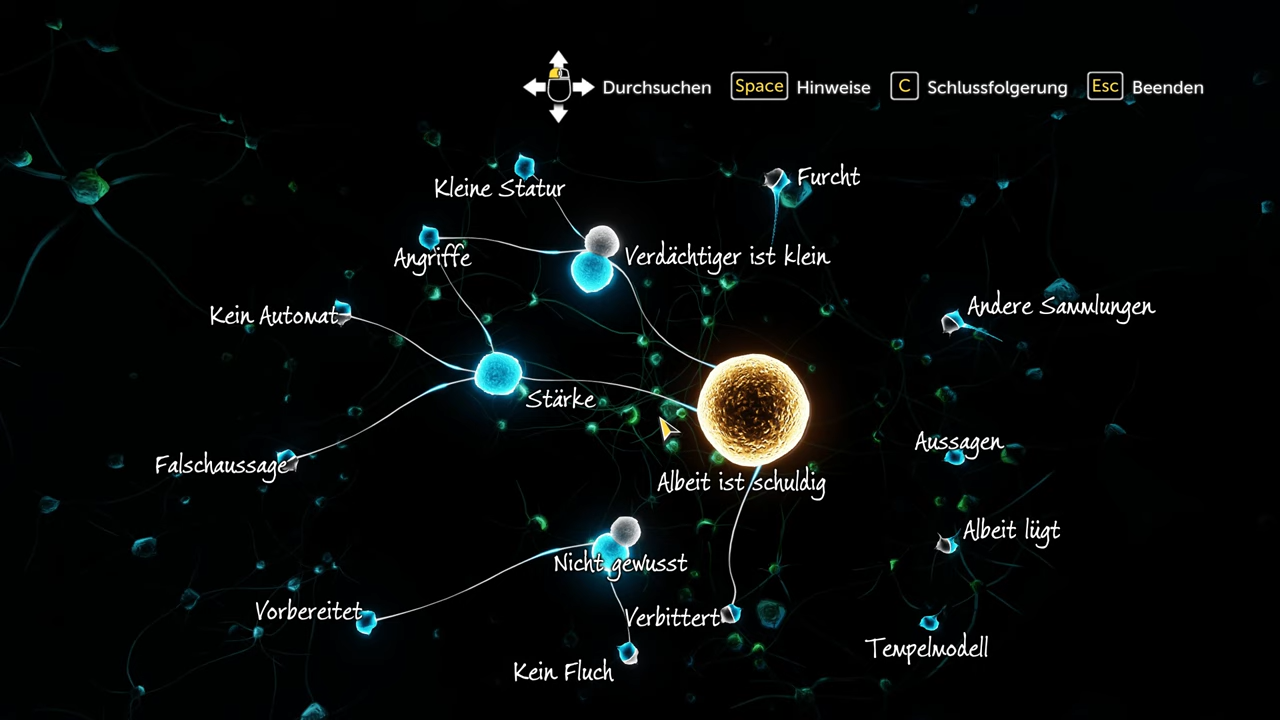 Durchsuchen Space Hinweise C Schlussfolgerung Esc Beenden
Furcht
Kleine Statur
Angriffe
Verdächtiger ist klein
Kein Automat
Andere Sammlungen
Stärke
Aussagen
Falschaussage
Albeit ist schuldig
Albeit lügt
Nicht gewusst
Vorbereitet
Verbittert
Tempelmodell
Kein Fluch